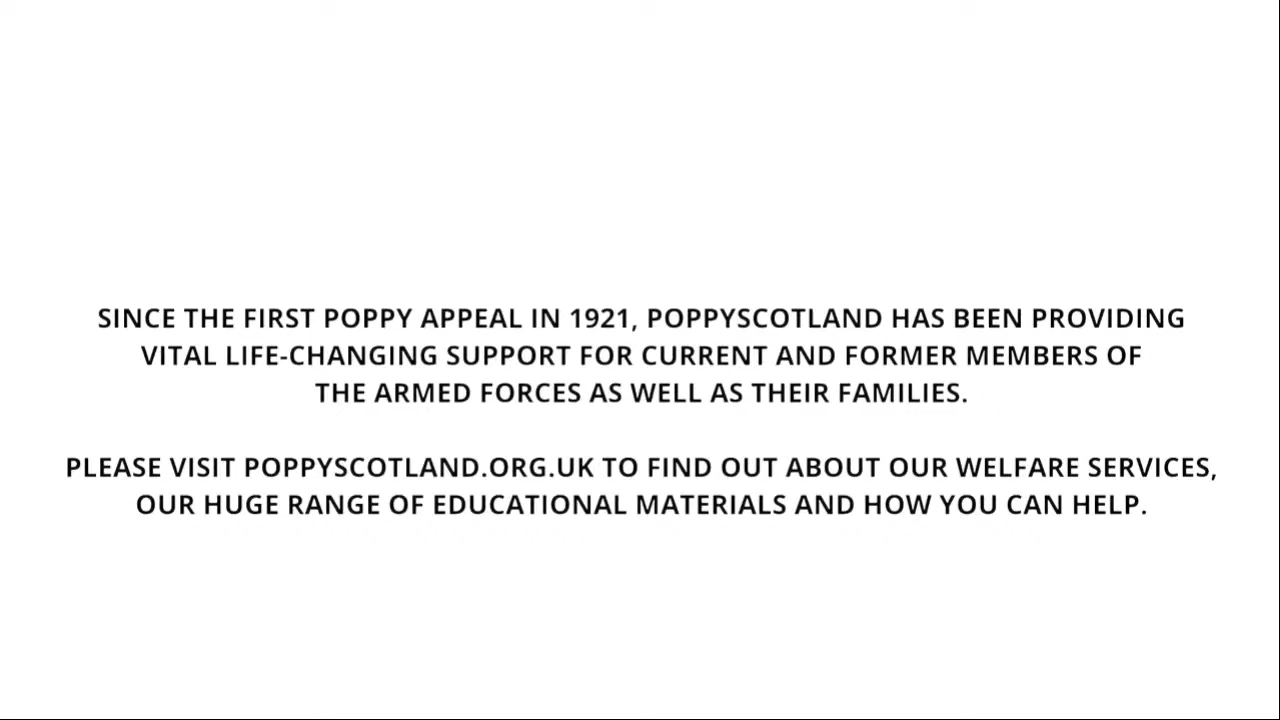 SINCE THE FIRST POPPY APPEAL IN 1921, POPPYSCOTLAND HAS BEEN PROVIDING
VITAL LIFE-CHANGING SUPPORT FOR CURRENT AND FORMER MEMBERS OF
THE ARMED FORCES AS WELL AS THEIR FAMILIES.
PLEASE VISIT POPPYSCOTLAND.ORG.UK TO FIND OUT ABOUT OUR WELFARE SERVICES,
OUR HUGE RANGE OF EDUCATIONAL MATERIALS AND HOW YOU CAN HELP.